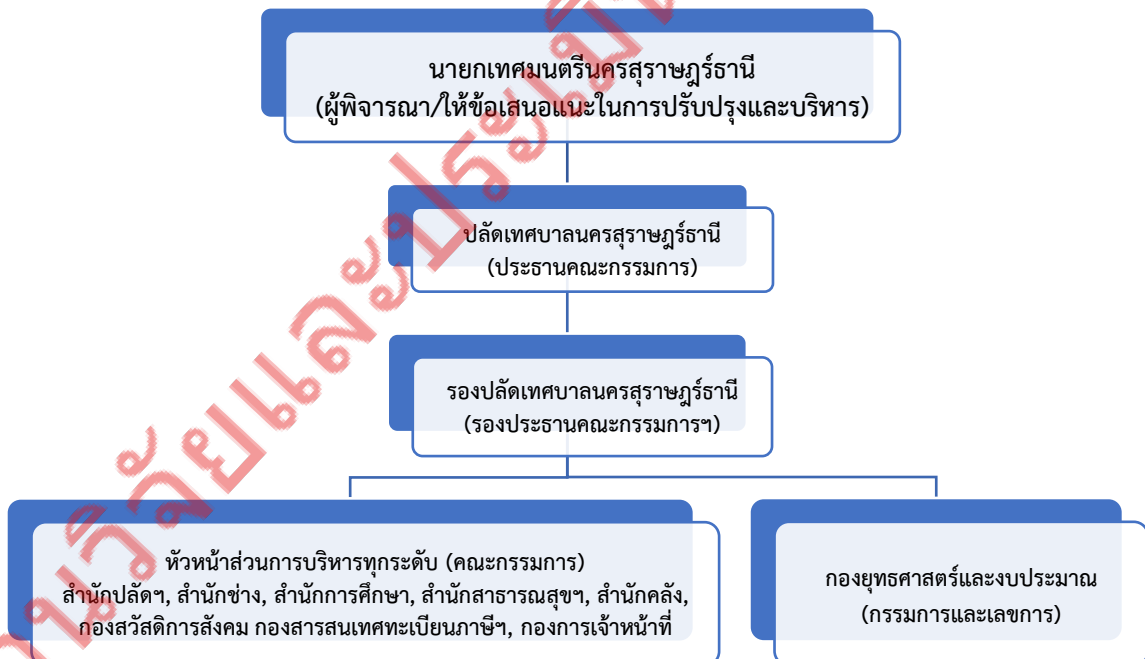 นายกเทศมนตรีนครสุราษฎร์ธานี
(ผู้พิจารณา/ให้ข้อเสนอแนะในการปรับปรุงและบริหาร)
ปลัดเทศบาลนครสุราษฎร์ธานี
(ประธานคณะกรรมการ)
รองปลัดเทศบาลนครสุราษฎร์ธานี
(รองประธานคณะกรรมการฯ)
หัวหน้าส่วนการบริหารทุกระดับ (คณะกรรมการ)
สำนักปลัดฯ, สำนักช่าง, สำนักการศึกษา, สำนักสาธารณสุขฯ, สำนักคลัง,
กองสวัสดิการสังคม กองสารสนเทศทะเบียนภาษีฯ, กองการเจ้าหน้าที่
กองยุทธศาสตร์และงบประมาณ
(กรรมการและเลขการ)
านวิจัยและประเมิน